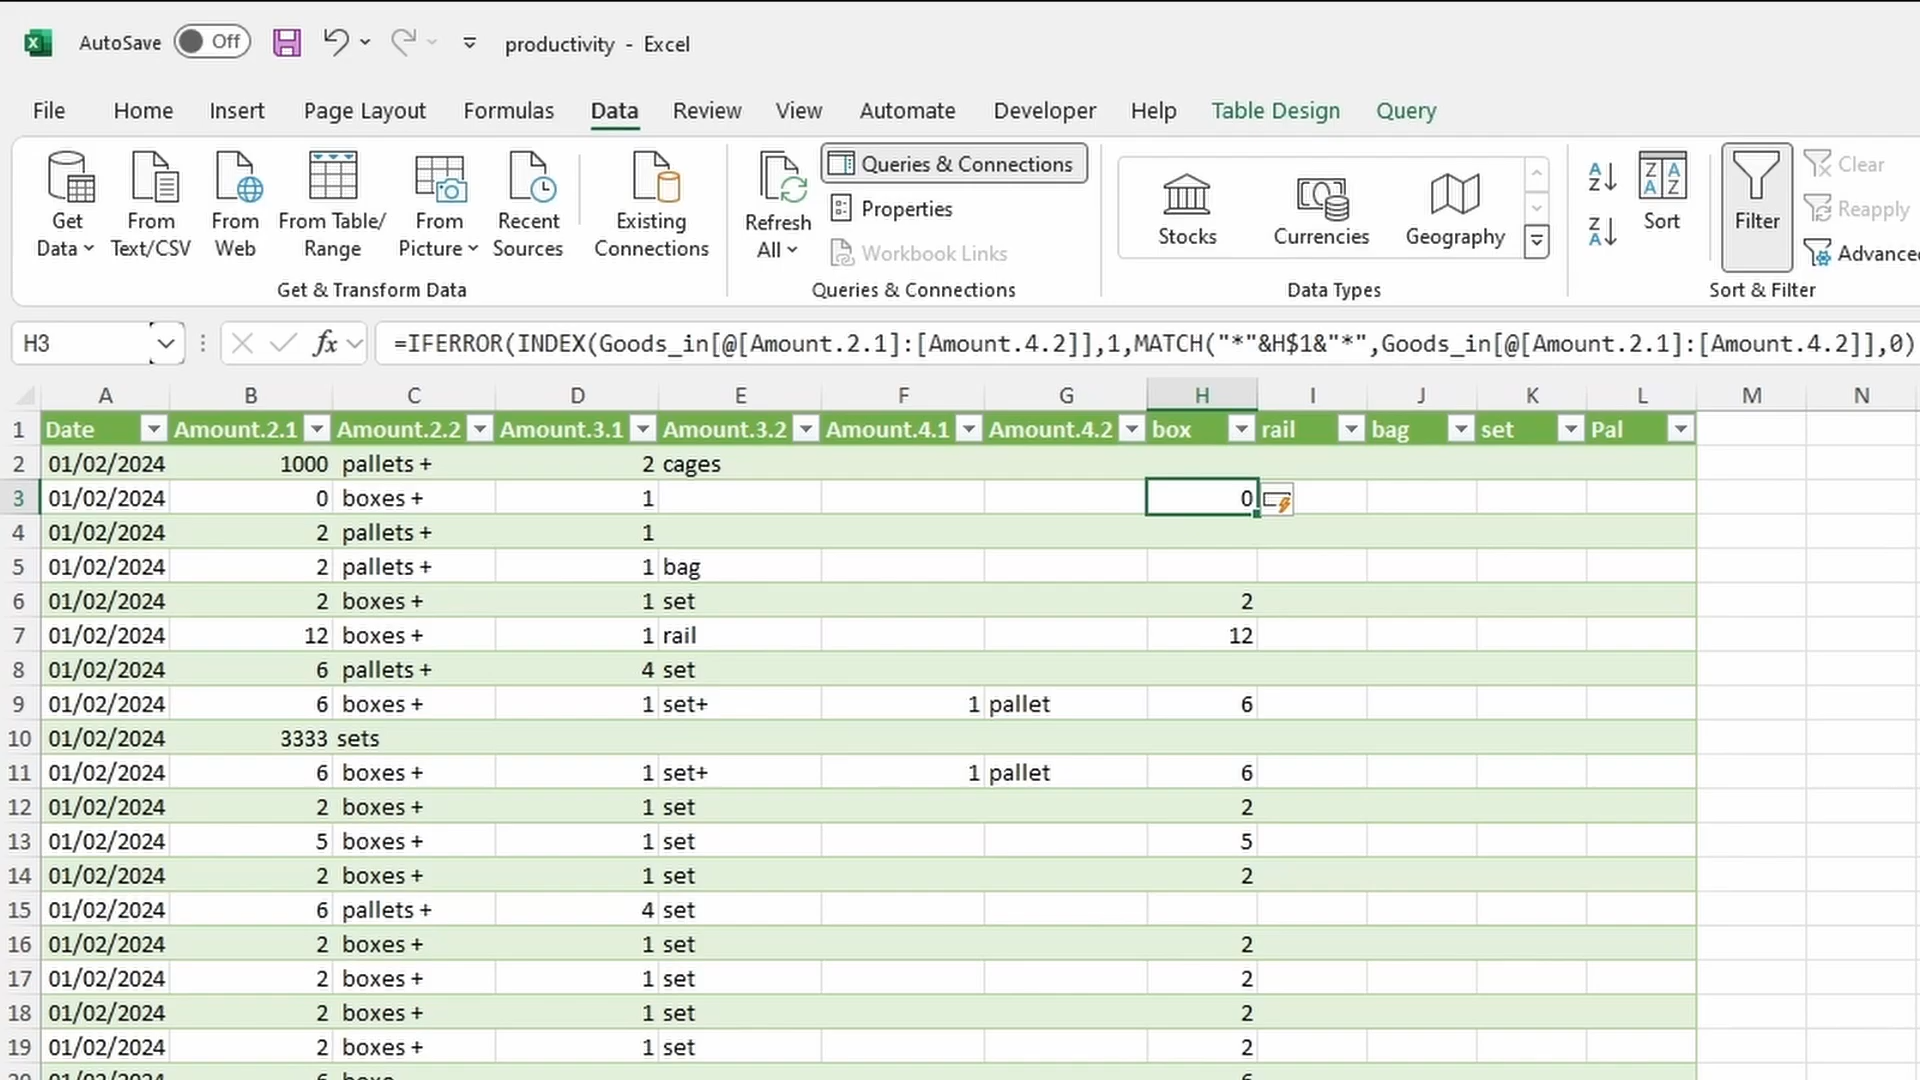 AutoSave Off productivity - Excel
File Home Insert Page Layout Formulas Data Review View Automate Developer Help Table Design Query
Get Data From Text/CSV From Web From Table/Range From Picture Recent Sources Existing Connections
Get & Transform Data
Refresh All Queries & Connections Properties Workbook Links
Queries & Connections
Stocks Currencies Geography
Data Types
Sort Filter Clear Reapply Advanced
Sort & Filter
H3 fx =IFERROR(INDEX(Goods_in[@[Amount.2.1]:[Amount.4.2]],1,MATCH("*"&H$1&"*",Goods_in[@[Amount.2.1]:[Amount.4.2]],0)
A B C D E F G H I J K L M N
1 Date Amount.2.1 Amount.2.2 Amount.3.1 Amount.3.2 Amount.4.1 Amount.4.2 box rail bag set Pal
2 01/02/2024 1000 pallets + 2 cages
3 01/02/2024 0 boxes + 1 0
4 01/02/2024 2 pallets + 1
5 01/02/2024 2 pallets + 1 bag
6 01/02/2024 2 boxes + 1 set 2
7 01/02/2024 12 boxes + 1 rail 12
8 01/02/2024 6 pallets + 4 set
9 01/02/2024 6 boxes + 1 set+ 1 pallet 6
10 01/02/2024 3333 sets
11 01/02/2024 6 boxes + 1 set+ 1 pallet 6
12 01/02/2024 2 boxes + 1 set 2
13 01/02/2024 5 boxes + 1 set 5
14 01/02/2024 2 boxes + 1 set 2
15 01/02/2024 6 pallets + 4 set
16 01/02/2024 2 boxes + 1 set 2
17 01/02/2024 2 boxes + 1 set 2
18 01/02/2024 2 boxes + 1 set 2
19 01/02/2024 2 boxes + 1 set 2